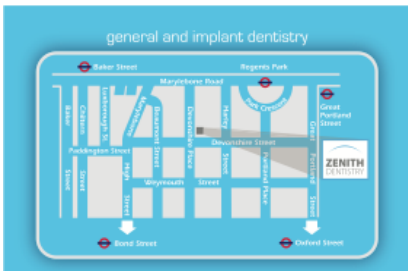 general and implant dentistry
Baker Street
Regents Park
Marylebone Road
Baker
Street
Chiltern
Street
Luxborough St
Marylebone
High
Street
Beaumont Street
Devonshire Place
Harley
Street
Park Crescent
Portland Place
Great
Portland
Street
Great
Portland
Street
Devonshire Street
Paddington Street
Weymouth Street
ZENITH
DENTISTRY
Bond Street
Oxford Street